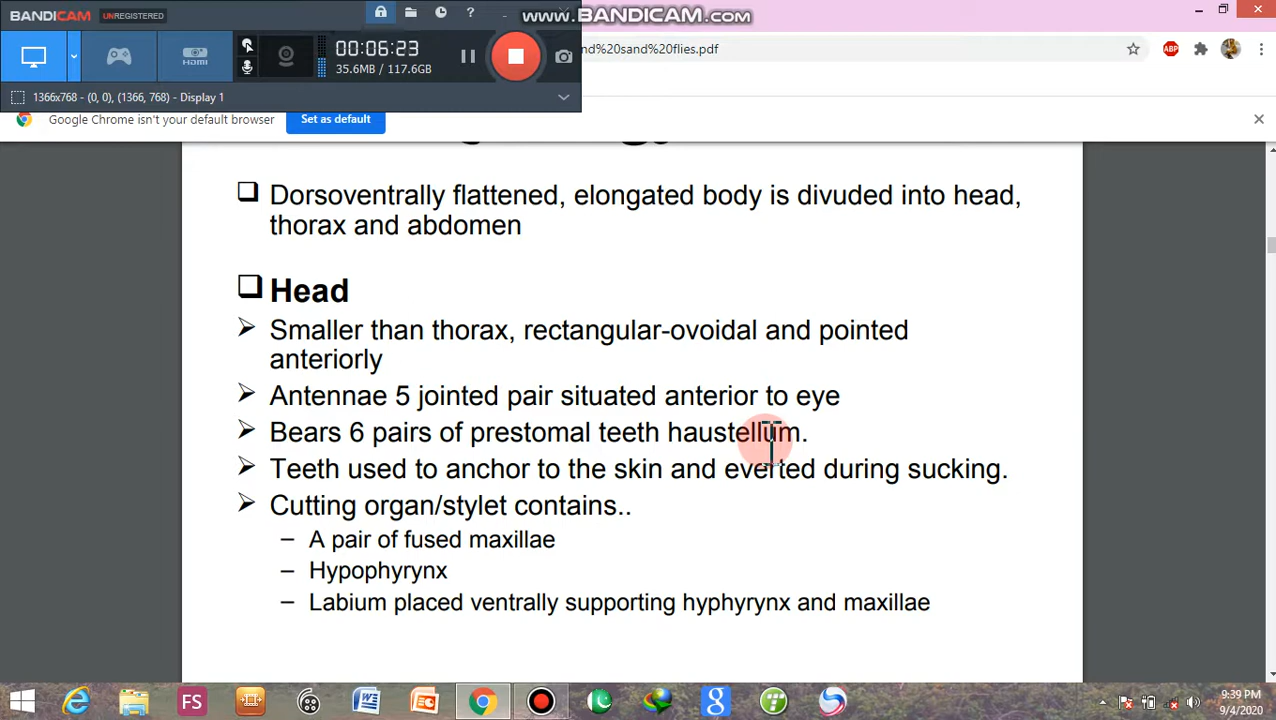 BANDICAM UNREGISTERED
?
www.BANDICAM.com
HDMI
00:06:23
35.6MB / 117.6GB
nd%20sand%20flies.pdf
ABP
1366x768 - (0, 0), (1366, 768) - Display 1
Google Chrome isn't your default browser
Set as default
Dorsoventrally flattened, elongated body is divuded into head,
thorax and abdomen
Head
Smaller than thorax, rectangular-ovoidal and pointed
anteriorly
Antennae 5 jointed pair situated anterior to eye
Bears 6 pairs of prestomal teeth haustellum.
Teeth used to anchor to the skin and everted during sucking.
Cutting organ/stylet contains..
– A pair of fused maxillae
– Hypophyrynx
– Labium placed ventrally supporting hyphyrynx and maxillae
FS
9:39 PM
9/4/2020